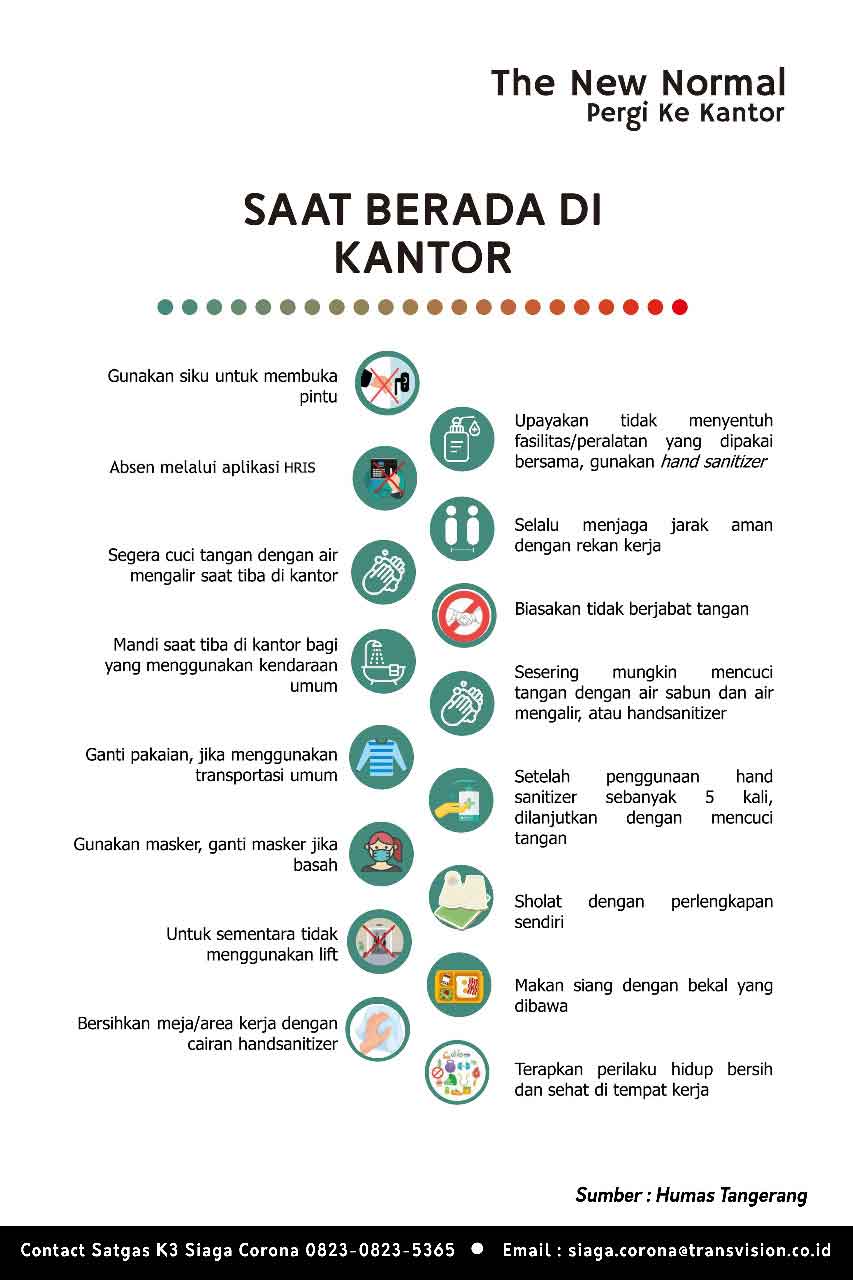 The New Normal
Pergi Ke Kantor
SAAT BERADA DI
KANTOR
Gunakan siku untuk membuka
pintu
Absen melalui aplikasi HRIS
Segera cuci tangan dengan air
mengalir saat tiba di kantor
Mandi saat tiba di kantor bagi
yang menggunakan kendaraan
umum
Ganti pakaian, jika menggunakan
transportasi umum
Gunakan masker, ganti masker jika
basah
Untuk sementara tidak
menggunakan lift
Bersihkan meja/area kerja dengan
cairan handsanitizer
Upayakan tidak menyentuh
fasilitas/peralatan yang dipakai
bersama, gunakan hand sanitizer
Selalu menjaga jarak aman
dengan rekan kerja
Biasakan tidak berjabat tangan
Sesering mungkin mencuci
tangan dengan air sabun dan air
mengalir, atau handsanitizer
Setelah penggunaan hand
sanitizer sebanyak 5 kali,
dilanjutkan dengan mencuci
tangan
Sholat dengan perlengkapan
sendiri
Makan siang dengan bekal yang
dibawa
Terapkan perilaku hidup bersih
dan sehat di tempat kerja
Sumber : Humas Tangerang
Contact Satgas K3 Siaga Corona 0823-0823-5365 ● Email : siaga.corona@transvision.co.id